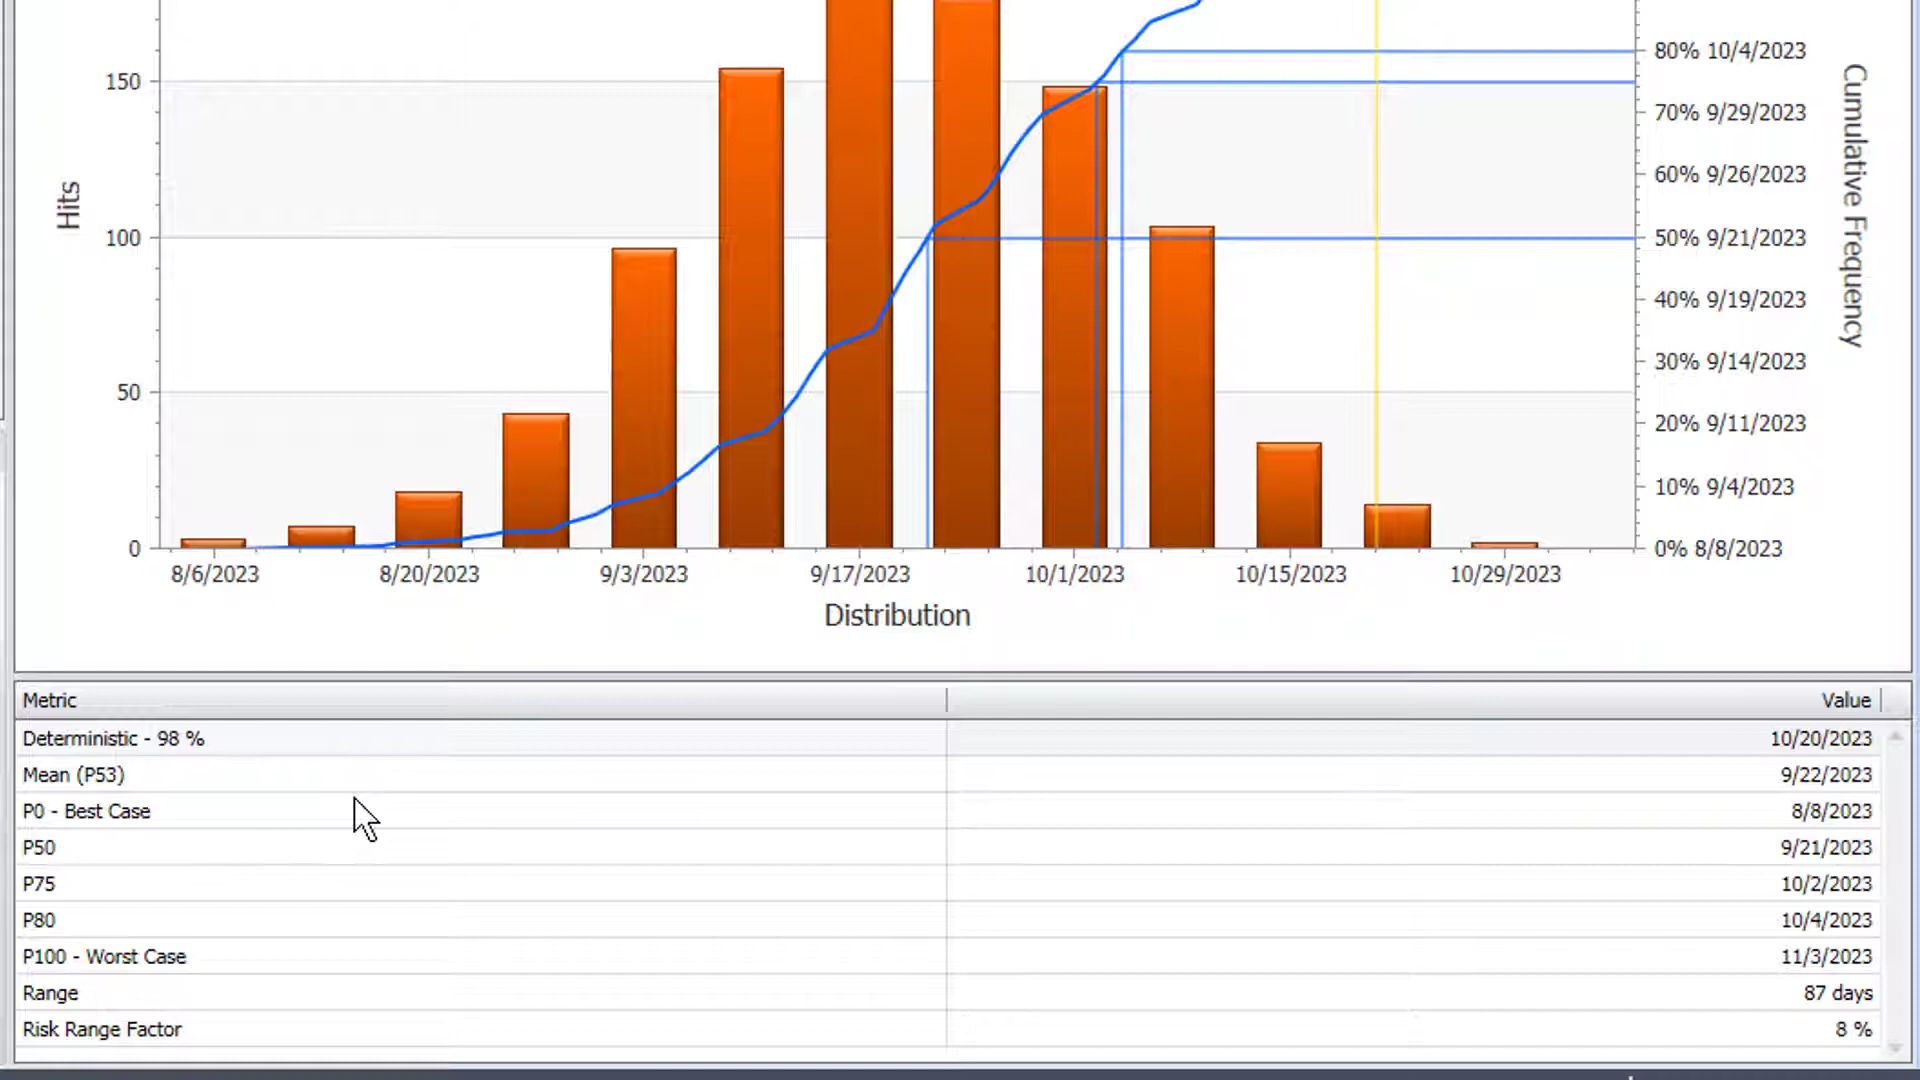 80% 10/4/2023
150
70% 9/29/2023
60% 9/26/2023
Hits
Cumulative Frequency
100
50% 9/21/2023
40% 9/19/2023
30% 9/14/2023
50
20% 9/11/2023
10% 9/4/2023
0
0% 8/8/2023
8/6/2023 8/20/2023 9/3/2023 9/17/2023 10/1/2023 10/15/2023 10/29/2023
Distribution
Metric Value
Deterministic - 98 % 10/20/2023
Mean (P53) 9/22/2023
P0 - Best Case 8/8/2023
P50 9/21/2023
P75 10/2/2023
P80 10/4/2023
P100 - Worst Case 11/3/2023
Range 87 days
Risk Range Factor 8 %